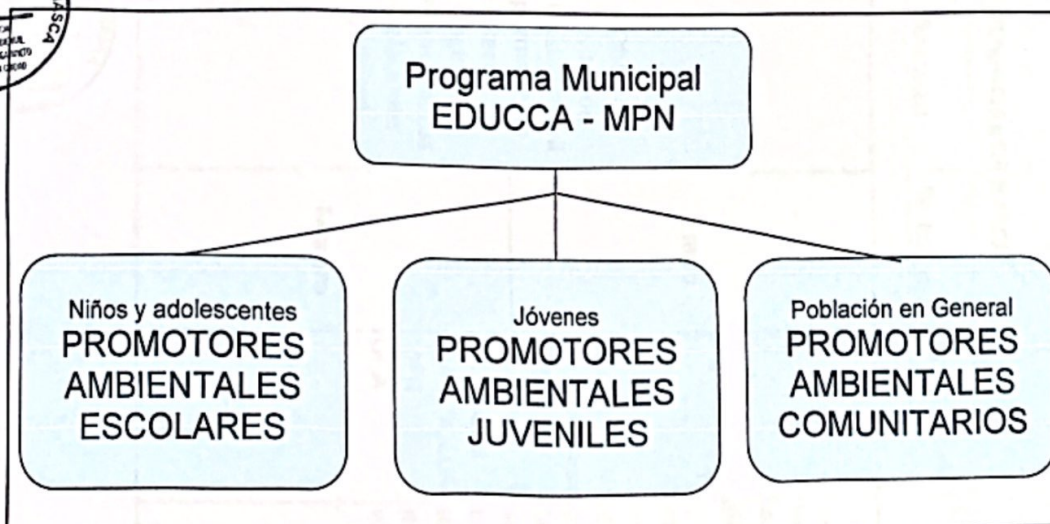 Programa Municipal
EDUCCA - MPN
Niños y adolescentes
PROMOTORES
AMBIENTALES
ESCOLARES
Jóvenes
PROMOTORES
AMBIENTALES
JUVENILES
Población en General
PROMOTORES
AMBIENTALES
COMUNITARIOS